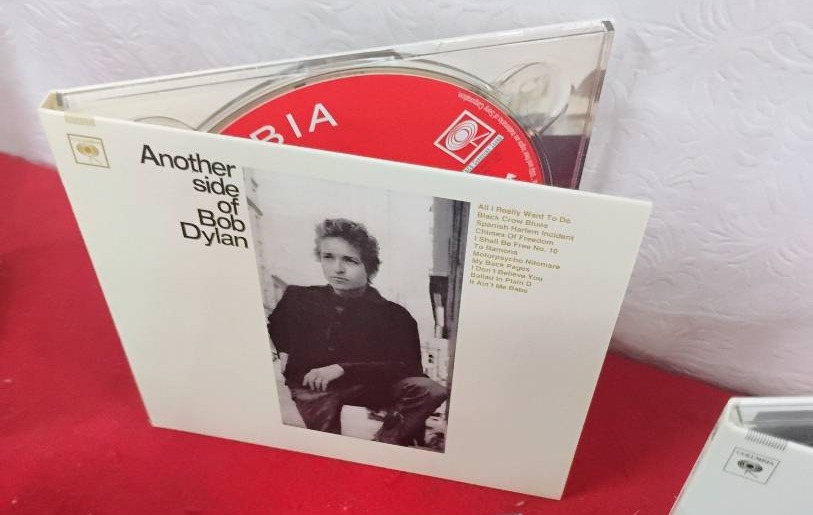 BIA
Another
side
of
Bob
Dylan
All I Really Want To Do
Black Crow Blues
Spanish Harlem Incident
Chimes Of Freedom
I Shall Be Free No. 10
To Ramona
Motorpsycho Nitemare
My Back Pages
I Don't Believe You
Ballad in Plain D
It Ain't Me Babe
COLUMBIA